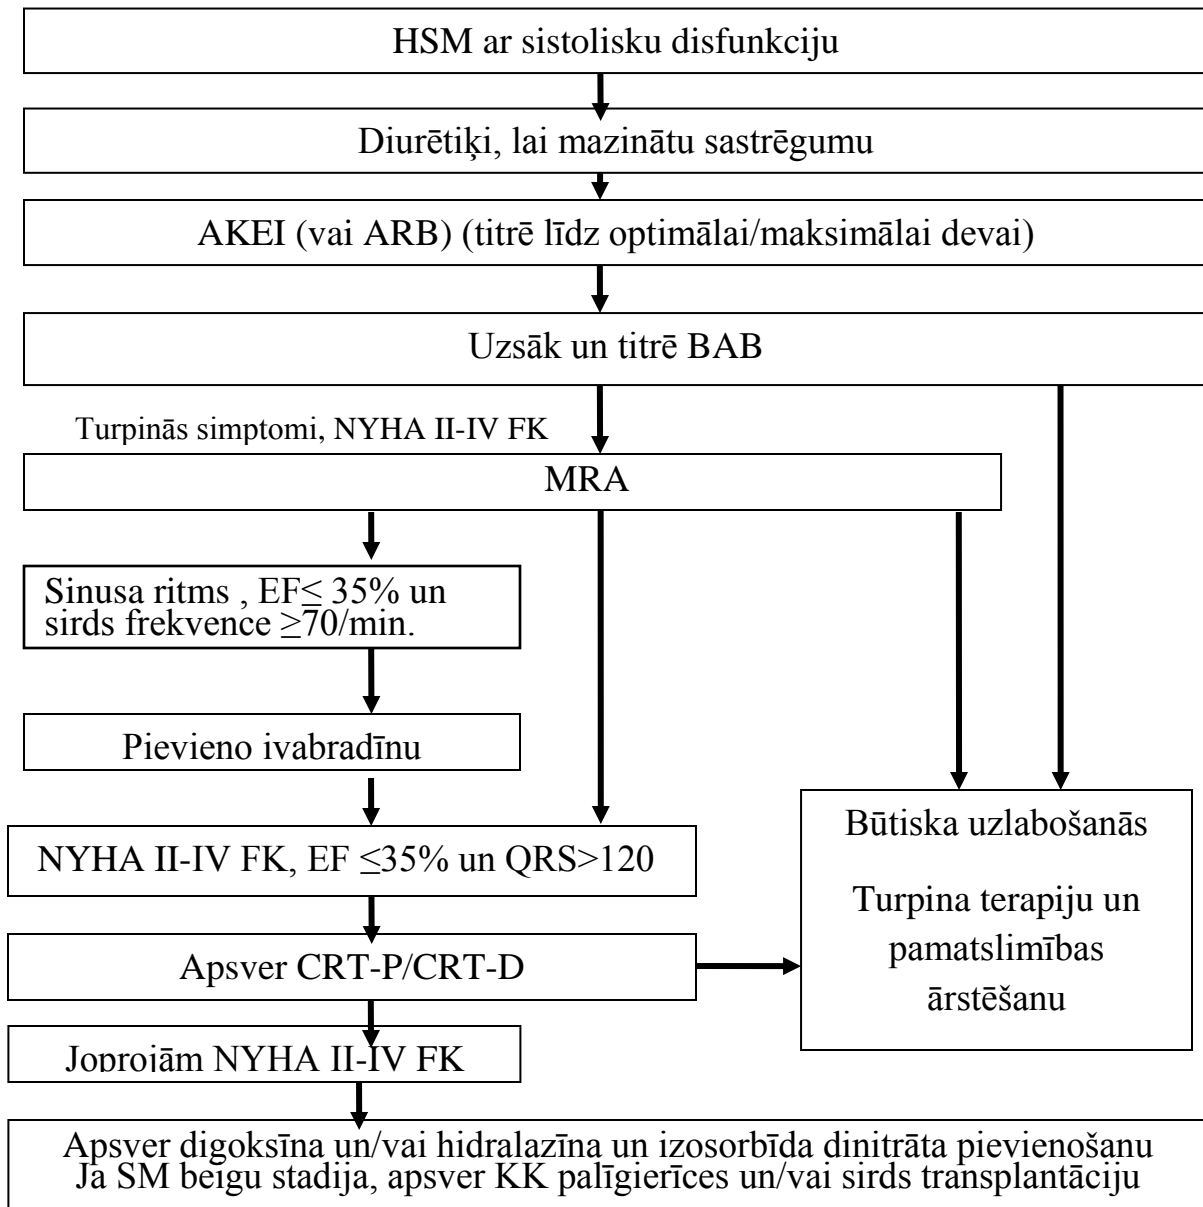 HSM ar sistolisku disfunkciju
Diurētiķi, lai mazinātu sastrēgumu
AKEI (vai ARB) (titrē līdz optimālai/maksimālai devai)
Uzsāk un titrē BAB
Turpinās simptomi, NYHA II-IV FK
MRA
Sinusa ritms , EF≤ 35% un
sirds frekvence ≥70/min.
Pievieno ivabradīnu
NYHA II-IV FK, EF ≤35% un QRS>120
Apsver CRT-P/CRT-D
Joprojām NYHA II-IV FK
Būtiska uzlabošanās
Turpina terapiju un
pamatslimības
ārstēšanu
Apsver digoksīna un/vai hidralazīna un izosorbīda dinitrāta pievienošanu
Ja SM beigu stadija, apsver KK palīgierīces un/vai sirds transplantāciju